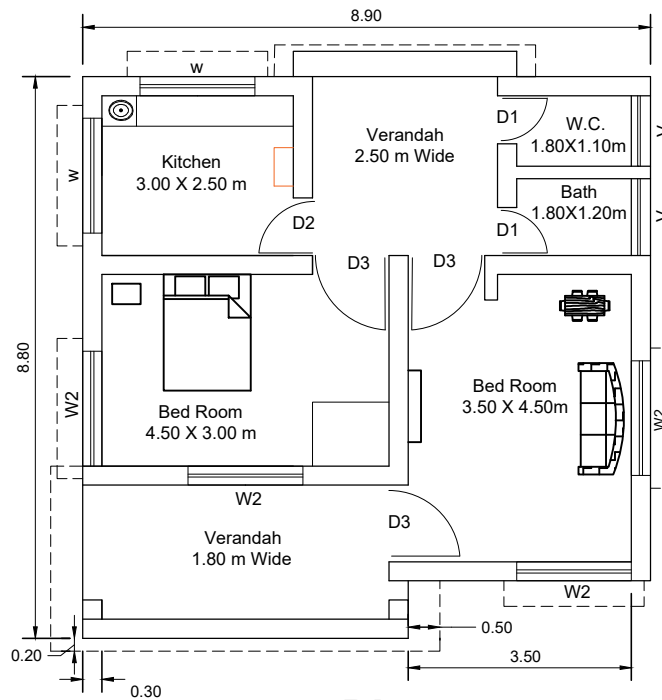 8.90
w
D1
W.C.
1.80X1.10m
V
Verandah
2.50 m Wide
Kitchen
3.00 X 2.50 m
w
Bath
1.80X1.20m
V
D2
D1
D3
D3
8.80
Bed Room
4.50 X 3.00 m
Bed Room
3.50 X 4.50m
W2
W2
W2
D3
Verandah
1.80 m Wide
W2
0.50
0.20
3.50
0.30